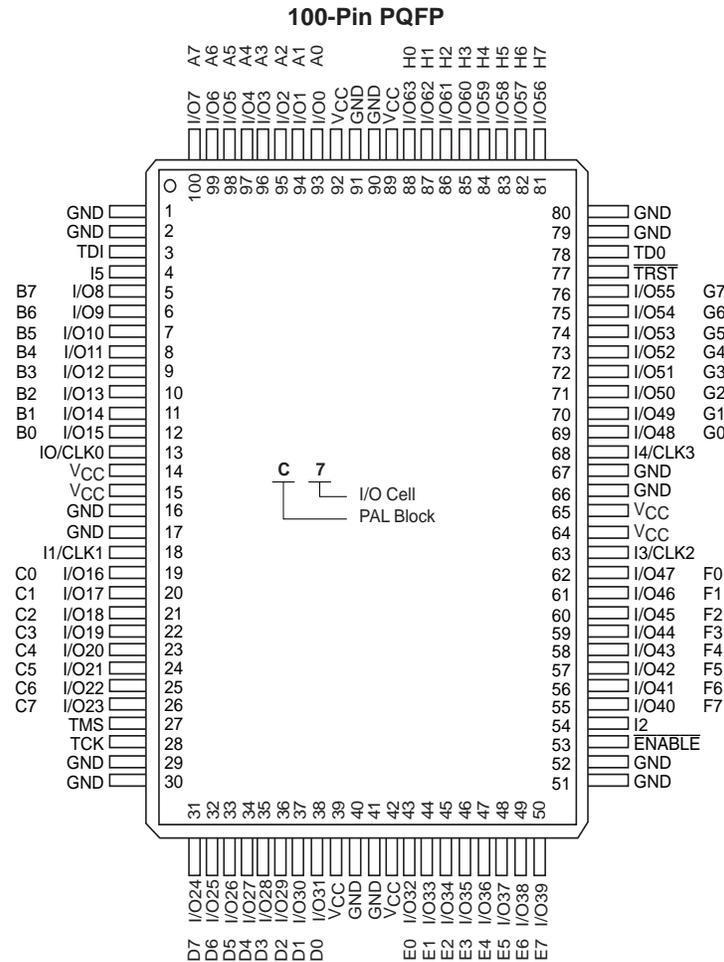 100-Pin PQFP
A7 A6 A5 A4 A3 A2 A1 A0 H0 H1 H2 H3 H4 H5 H6 H7
I/O7 I/O6 I/O5 I/O4 I/O3 I/O2 I/O1 I/O0 VCC GND GND VCC I/O63 I/O62 I/O61 I/O60 I/O59 I/O58 I/O57 I/O56
100 99 98 97 96 95 94 93 92 91 90 89 88 87 86 85 84 83 82 81
GND 1 80 GND
GND 2 79 GND
TDI 3 78 TD0
I5 4 77 TRST
B7 I/O8 5 76 I/O55 G7
B6 I/O9 6 75 I/O54 G6
B5 I/O10 7 74 I/O53 G5
B4 I/O11 8 73 I/O52 G4
B3 I/O12 9 72 I/O51 G3
B2 I/O13 10 71 I/O50 G2
B1 I/O14 11 70 I/O49 G1
B0 I/O15 12 69 I/O48 G0
IO/CLK0 13 68 I4/CLK3
VCC 14 67 GND
VCC 15 66 GND
GND 16 65 VCC
GND 17 64 VCC
I1/CLK1 18 63 I3/CLK2
C 7
I/O Cell
PAL Block
C0 I/O16 19 62 I/O47 F0
C1 I/O17 20 61 I/O46 F1
C2 I/O18 21 60 I/O45 F2
C3 I/O19 22 59 I/O44 F3
C4 I/O20 23 58 I/O43 F4
C5 I/O21 24 57 I/O42 F5
C6 I/O22 25 56 I/O41 F6
C7 I/O23 26 55 I/O40 F7
TMS 27 54 I2
TCK 28 53 ENABLE
GND 29 52 GND
GND 30 51 GND
31 32 33 34 35 36 37 38 39 40 41 42 43 44 45 46 47 48 49 50
I/O24 I/O25 I/O26 I/O27 I/O28 I/O29 I/O30 I/O31 VCC GND GND VCC I/O32 I/O33 I/O34 I/O35 I/O36 I/O37 I/O38 I/O39
D7 D6 D5 D4 D3 D2 D1 D0 E0 E1 E2 E3 E4 E5 E6 E7